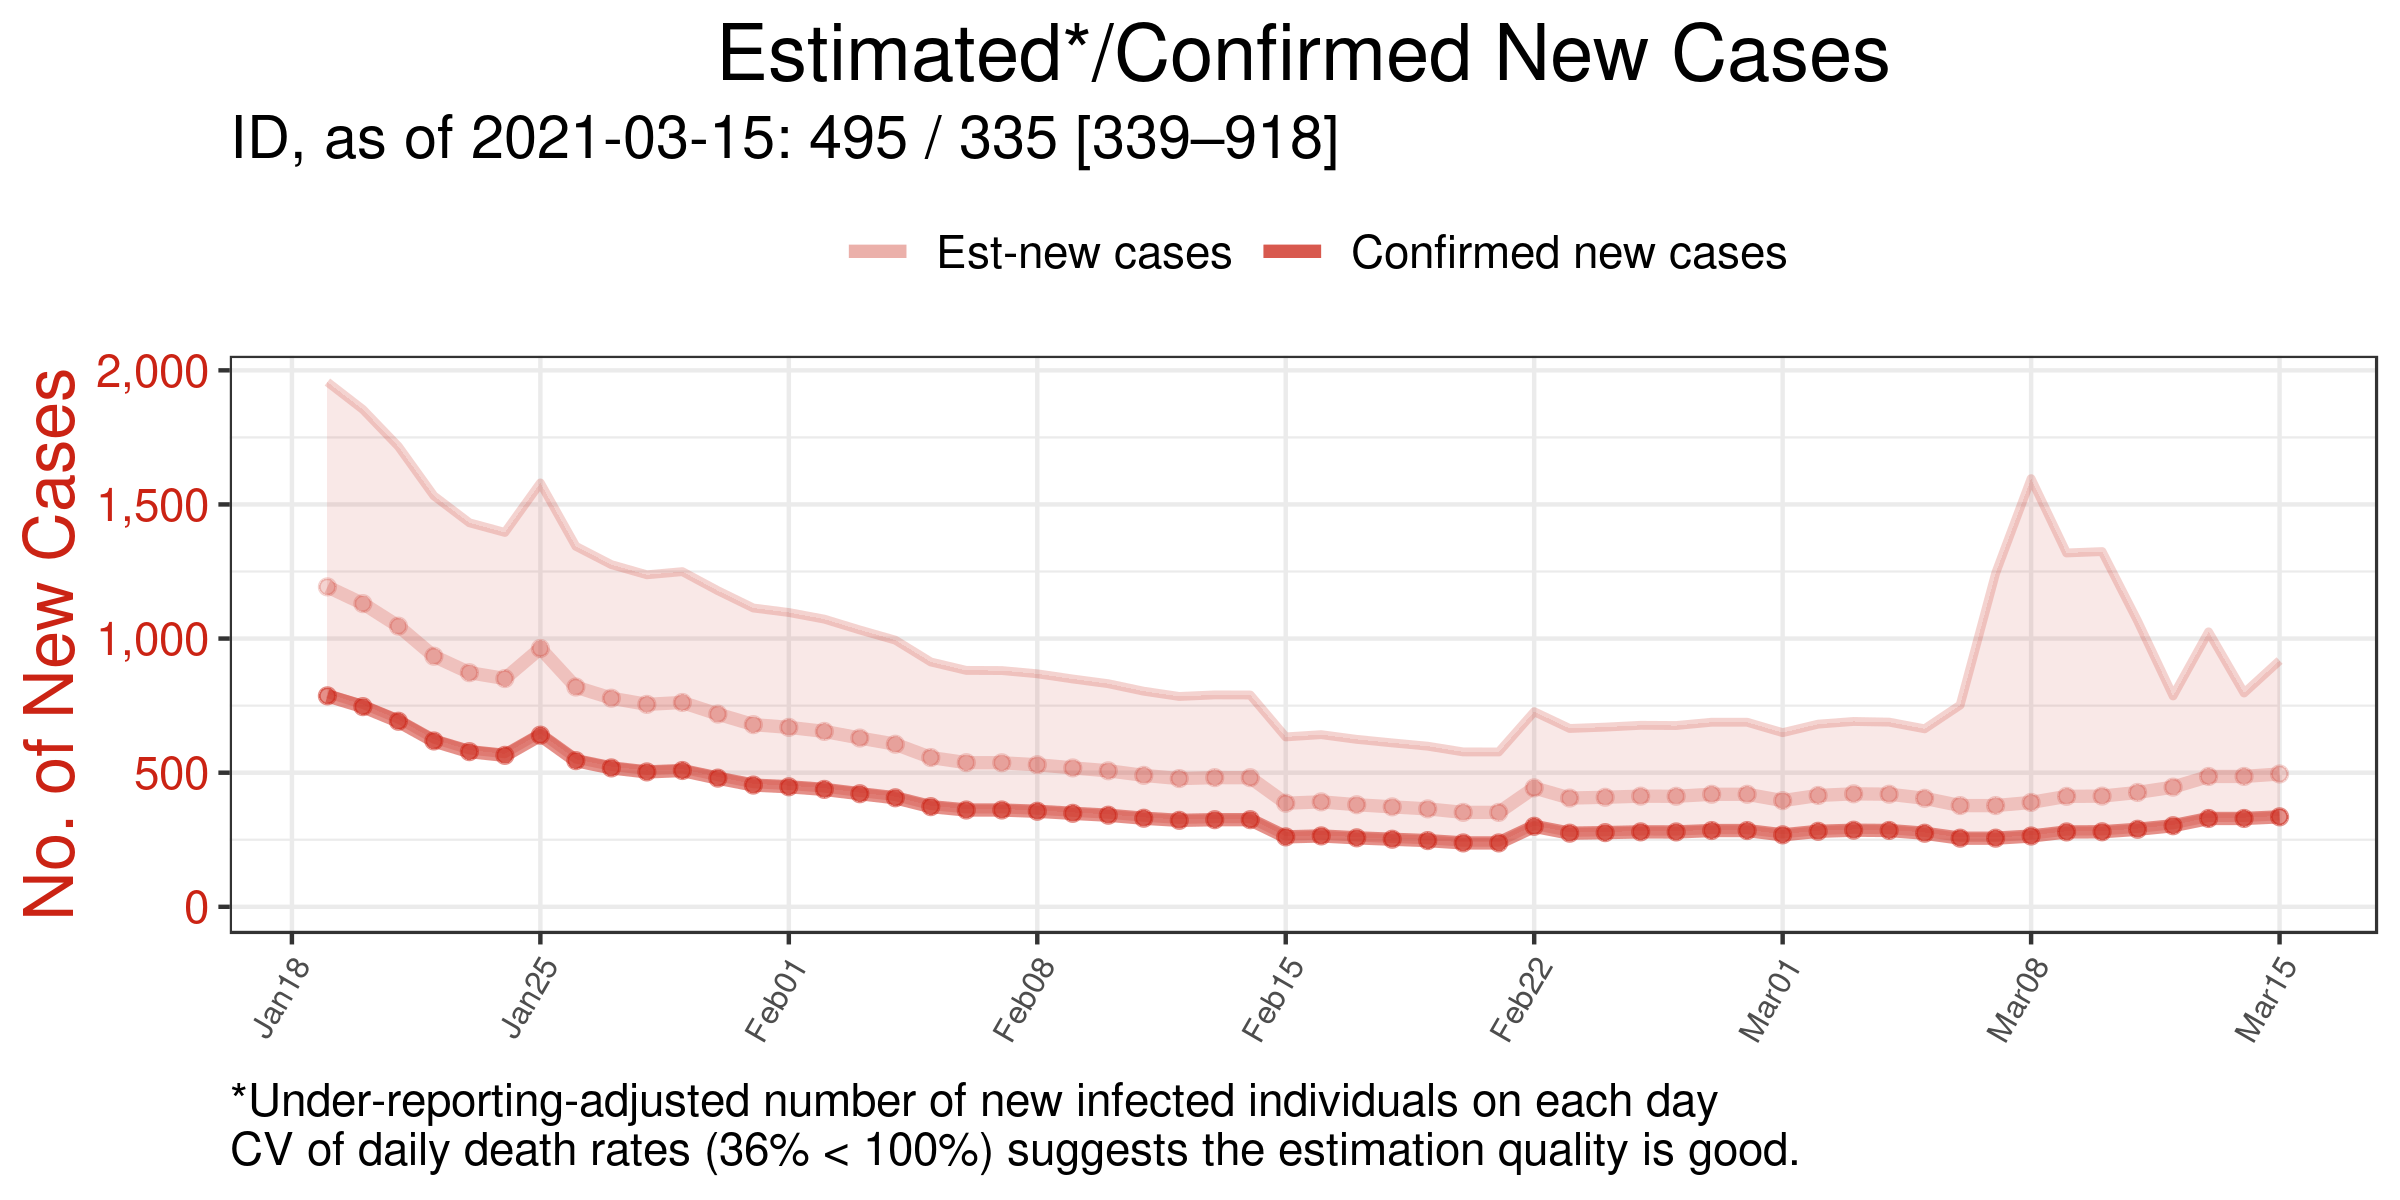 Estimated*/Confirmed New Cases
ID, as of 2021-03-15: 495 / 335 [339–918]
Est-new cases Confirmed new cases
No. of New Cases
2,000
1,500
1,000
500
0
Jan18 Jan25 Feb01 Feb08 Feb15 Feb22 Mar01 Mar08 Mar15
*Under-reporting-adjusted number of new infected individuals on each day
CV of daily death rates (36% < 100%) suggests the estimation quality is good.